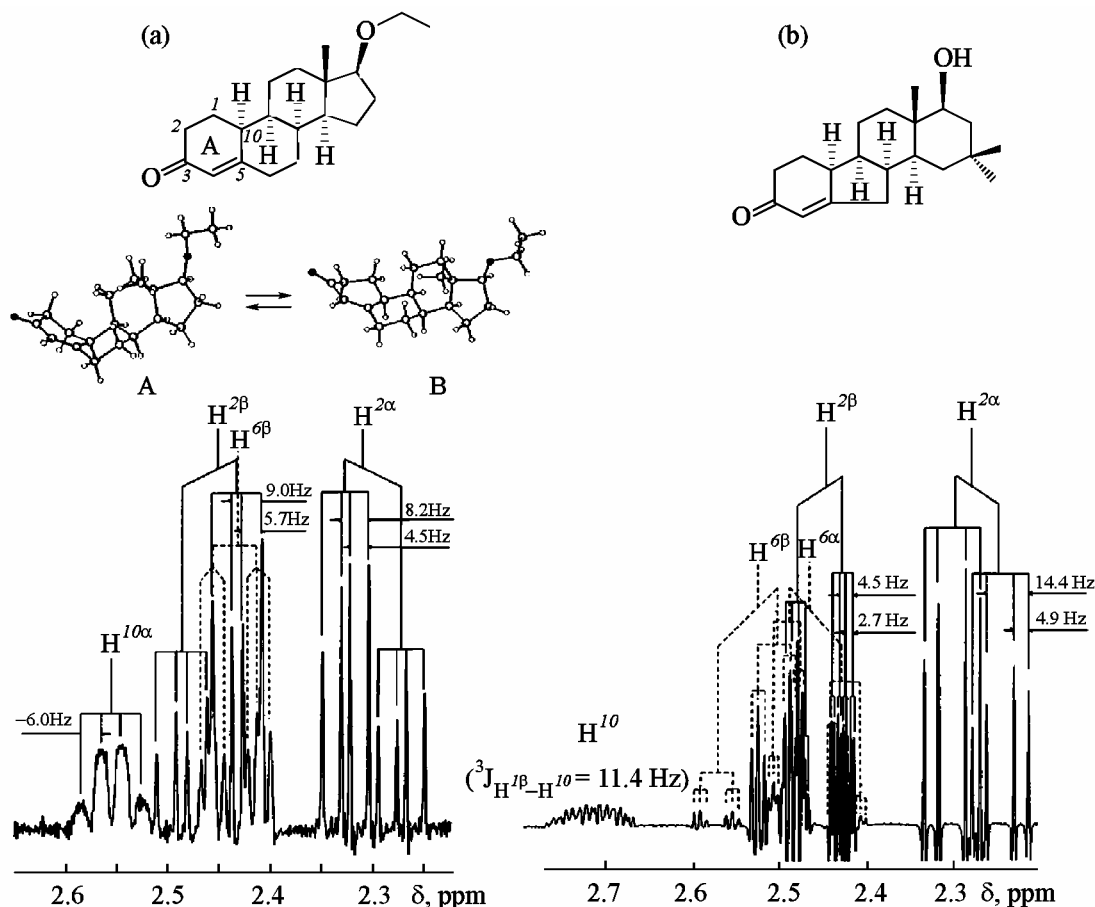 (a)
O
H H
1
2
10
A
3
5
O
H H
A
B
H2β
H6β
H2α
9.0Hz
5.7Hz
8.2Hz
4.5Hz
H10α
−6.0Hz
2.6 2.5 2.4 2.3 δ, ppm
(b)
OH
H H
O
H H
H2β
H2α
H6β H6α
4.5 Hz
2.7 Hz
14.4 Hz
4.9 Hz
H10
(3JH1β–H10 = 11.4 Hz)
2.7 2.6 2.5 2.4 2.3 δ, ppm